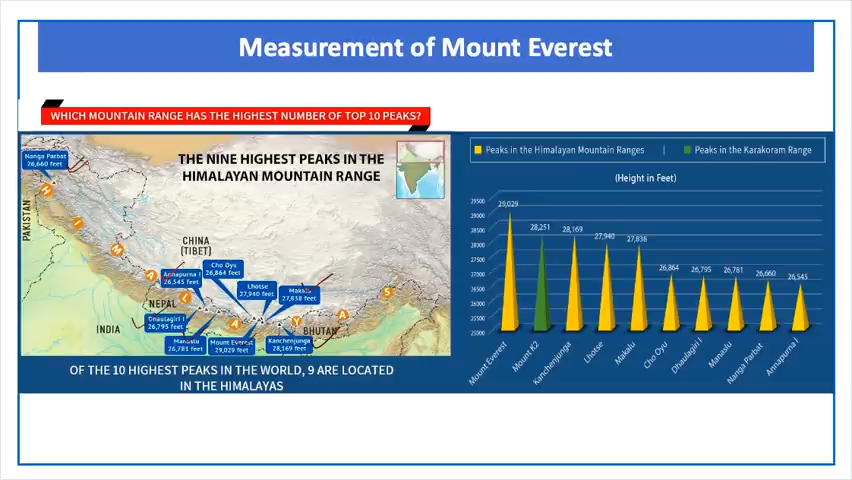 Measurement of Mount Everest
WHICH MOUNTAIN RANGE HAS THE HIGHEST NUMBER OF TOP 10 PEAKS?
THE NINE HIGHEST PEAKS IN THE
HIMALAYAN MOUNTAIN RANGE
Nanga Parbat
26,660 feet
PAKISTAN
H
I
M
A
L
A
Y
A
S
CHINA
(TIBET)
Cho Oyu
26,864 feet
Annapurna I
26,545 feet
Lhotse
27,940 feet
Makalu
27,838 feet
NEPAL
INDIA
BHUTAN
Dhaulagiri I
26,795 feet
Manaslu
26,781 feet
Mount Everest
29,029 feet
Kanchenjunga
28,169 feet
OF THE 10 HIGHEST PEAKS IN THE WORLD, 9 ARE LOCATED
IN THE HIMALAYAS
Peaks in the Himalayan Mountain Ranges | Peaks in the Karakoram Range
(Height in Feet)
29500
29000
28500
28000
27500
27000
26500
26000
25500
25000
29,029
28,251
28,169
27,940
27,838
26,864
26,795
26,781
26,660
26,545
Mount Everest
Mount K2
Kanchenjunga
Lhotse
Makalu
Cho Oyu
Dhaulagiri I
Manaslu
Nanga Parbat
Annapurna I